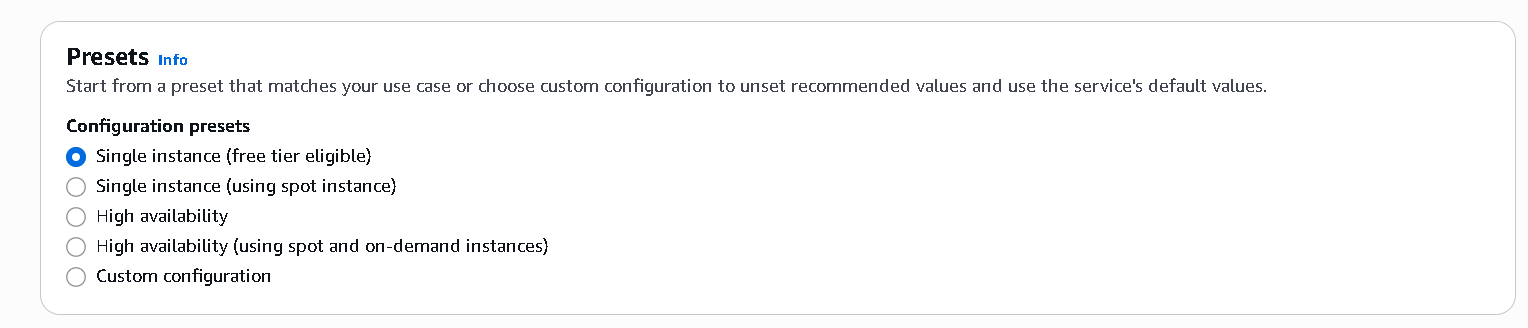 Presets Info
Start from a preset that matches your use case or choose custom configuration to unset recommended values and use the service's default values.
Configuration presets
Single instance (free tier eligible)
Single instance (using spot instance)
High availability
High availability (using spot and on-demand instances)
Custom configuration